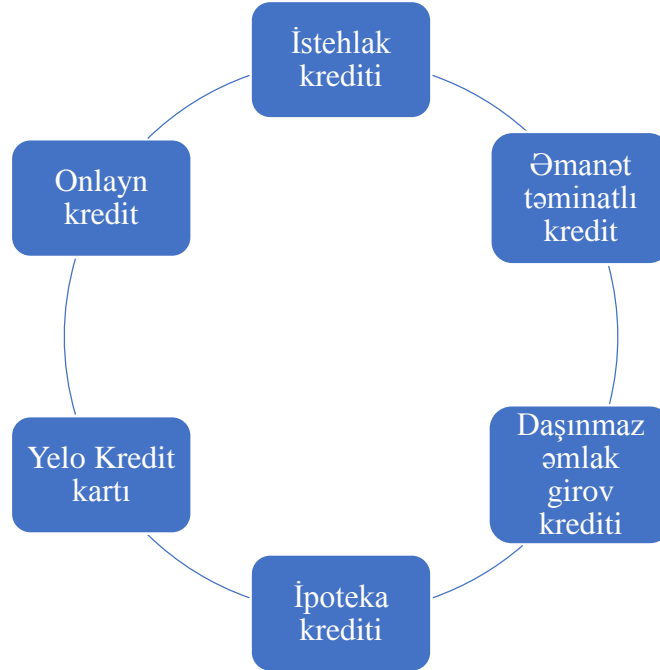 İstehlak
krediti
Əmanət
təminatlı
kredit
Daşınmaz
əmlak
girov
krediti
İpoteka
krediti
Yelo Kredit
kartı
Onlayn
kredit